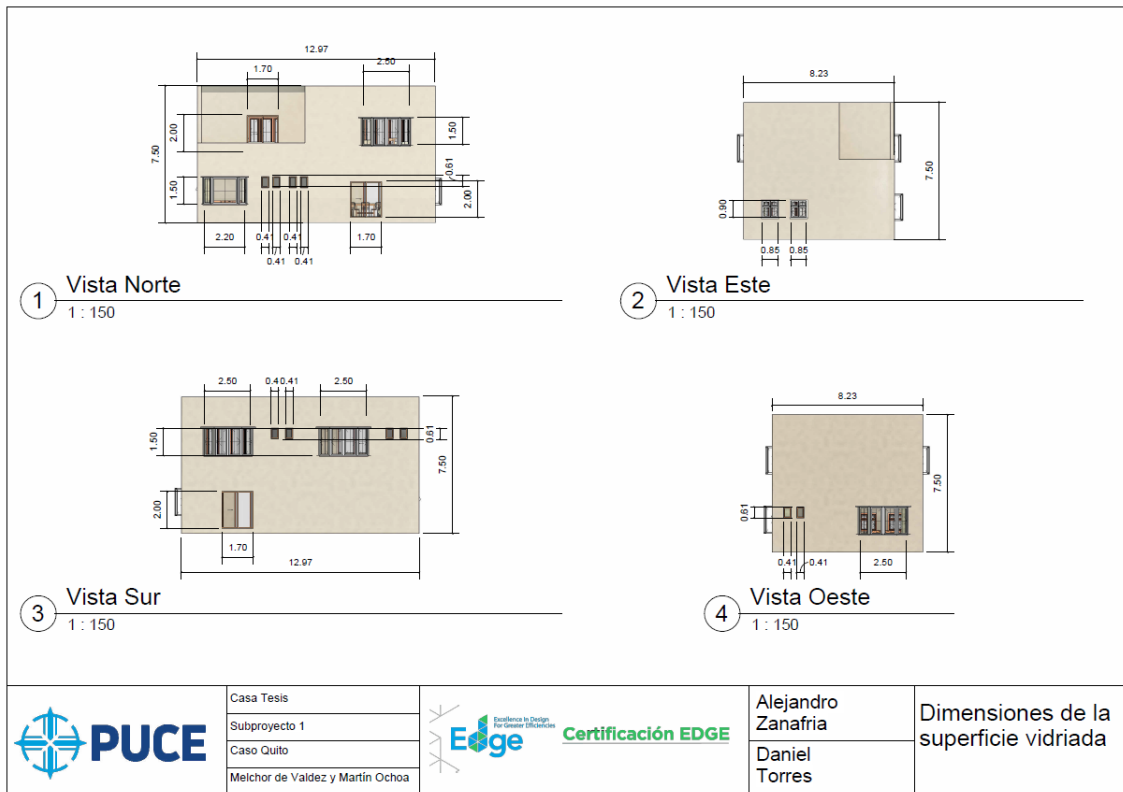 12.97
1.70
2.50
7.50
2.00
1.50
0.61
1.50
2.00
2.20
0.41
0.41
0.41
0.41
1.70
1 Vista Norte
1 : 150
8.23
7.50
0.90
0.85
0.85
2 Vista Este
1 : 150
2.50
0.4
0.41
2.50
1.50
0.61
7.50
2.00
1.70
12.97
3 Vista Sur
1 : 150
8.23
7.50
0.61
0.41
0.41
2.50
4 Vista Oeste
1 : 150
PUCE
Casa Tesis
Subproyecto 1
Caso Quito
Melchor de Valdez y Martín Ochoa
Edge
Excellence In Design
For Greater Efficiencies
Certificación EDGE
Alejandro
Zanafria
Daniel
Torres
Dimensiones de la
superficie vidriada